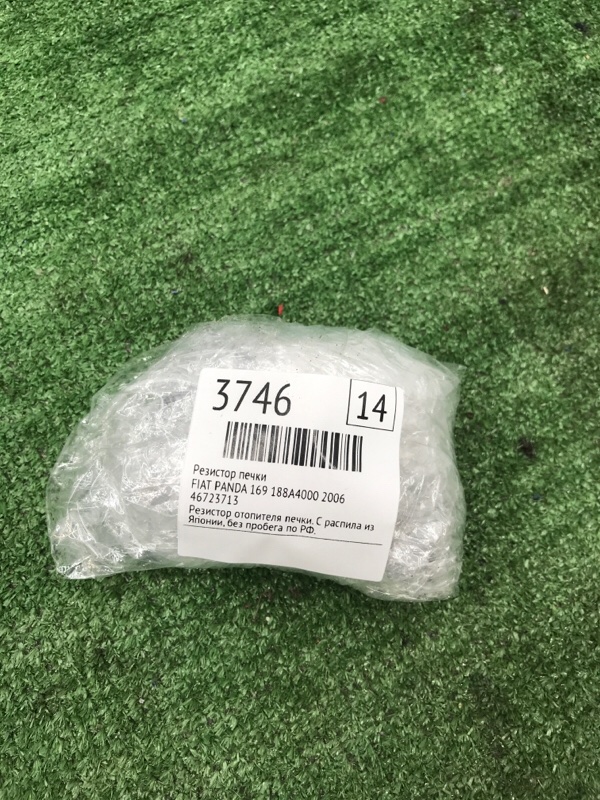 3746
14
Резистор печки
FIAT PANDA 169 188A4000 2006
46723713
Резистор отопителя печки. С распила из
Японии, без пробега по РФ.